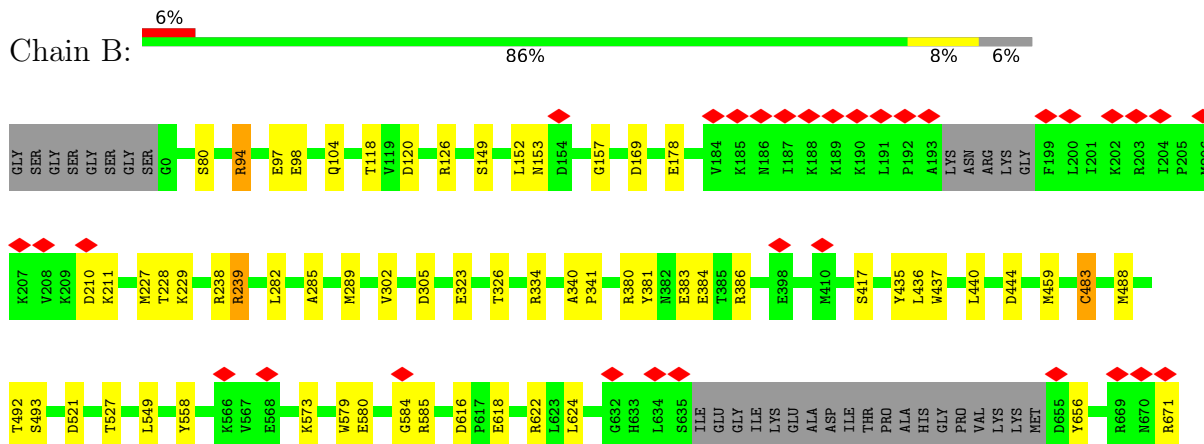 6%
Chain B:
86% 8% 6%
GLY SER GLY SER GLY SER GLY SER G0 S80 R94 E97 E98 Q104 T118 V119 D120 R126 S149 L152 N153 D154 G157 D169 E178 V184 K185 N186 I187 K188 K189 K190 L191 P192 A193 LYS ASN ARG LYS GLY F199 L200 I201 K202 R203 I204 P205
K207 V208 K209 D210 K211 M227 T228 K229 R238 R239 L282 A285 M289 V302 D305 E323 T326 R334 A340 P341 R380 Y381 N382 E383 E384 T385 R386 E398 M410 S417 Y435 L436 W437 L440 D444 M459 C483 M488
T492 S493 D521 T527 L549 Y558 K566 V567 E568 K573 W579 E580 G584 R585 D616 P617 E618 R622 L623 L624 G632 H633 L634 S635 ILE GLU GLY ILE LYS GLU ALA ASP ILE THR PRO ALA HIS GLY PRO VAL LYS LYS MET D655 Y656 R669 N670 R671